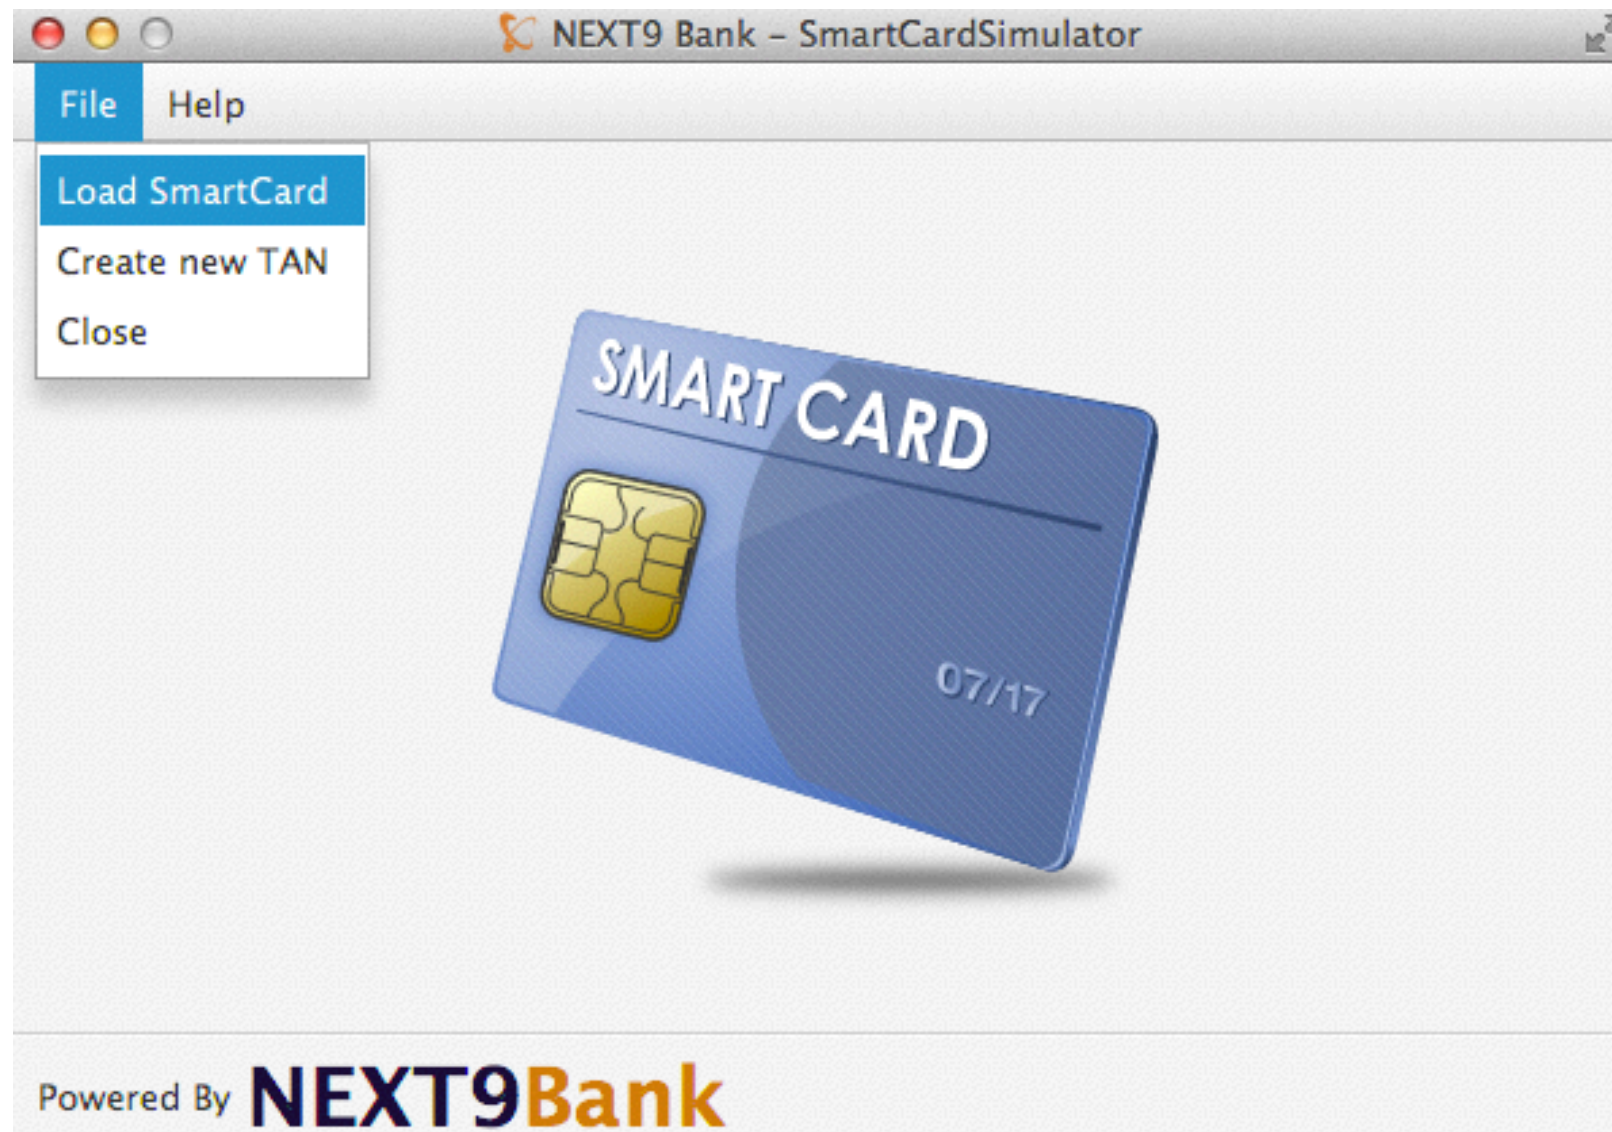 NEXT9 Bank – SmartCardSimulator
File Help
Load SmartCard
Create new TAN
Close
SMART CARD
07/17
Powered By NEXT9Bank